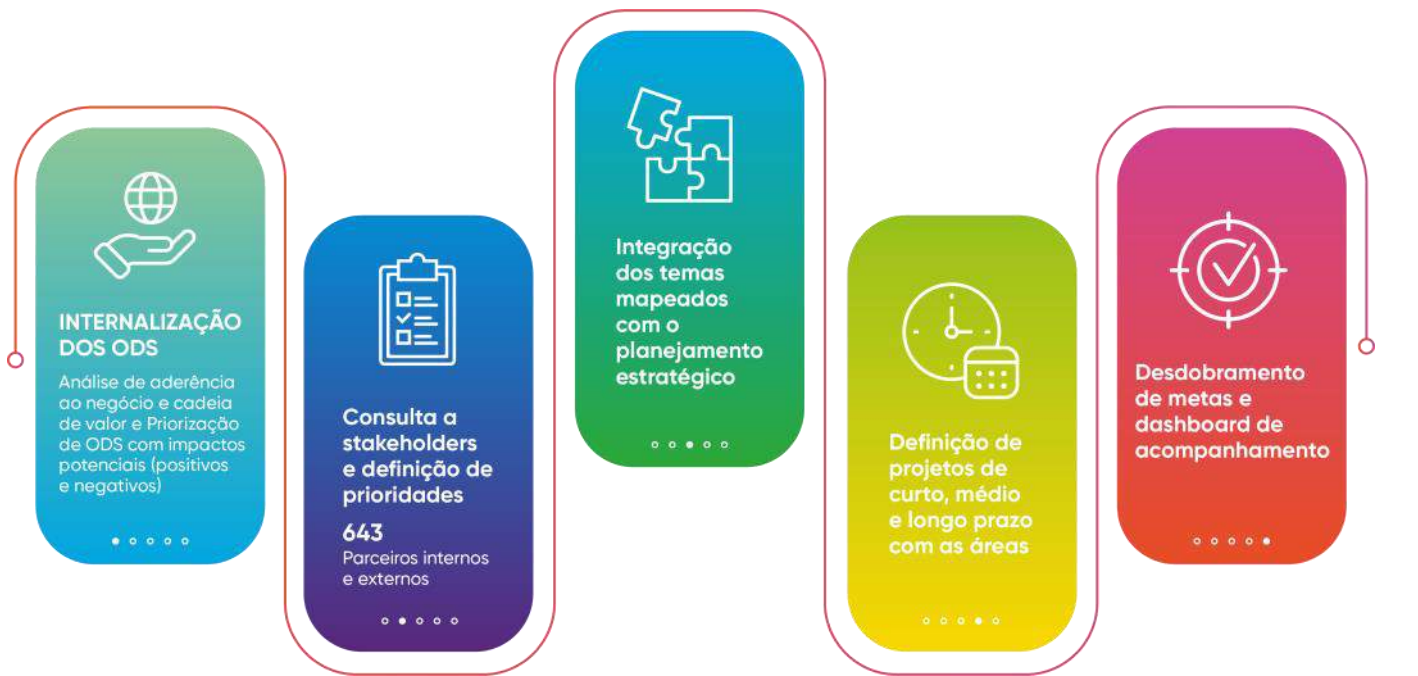 INTERNALIZAÇÃO
DOS ODS
Análise de aderência
ao negócio e cadeia
de valor e Priorização
de ODS com impactos
potenciais (positivos
e negativos)
Consulta a
stakeholders
e definição de
prioridades
643
Parceiros internos
e externos
Integração
dos temas
mapeados
com o
planejamento
estratégico
Definição de
projetos de
curto, médio
e longo prazo
com as áreas
Desdobramento
de metas e
dashboard de
acompanhamento